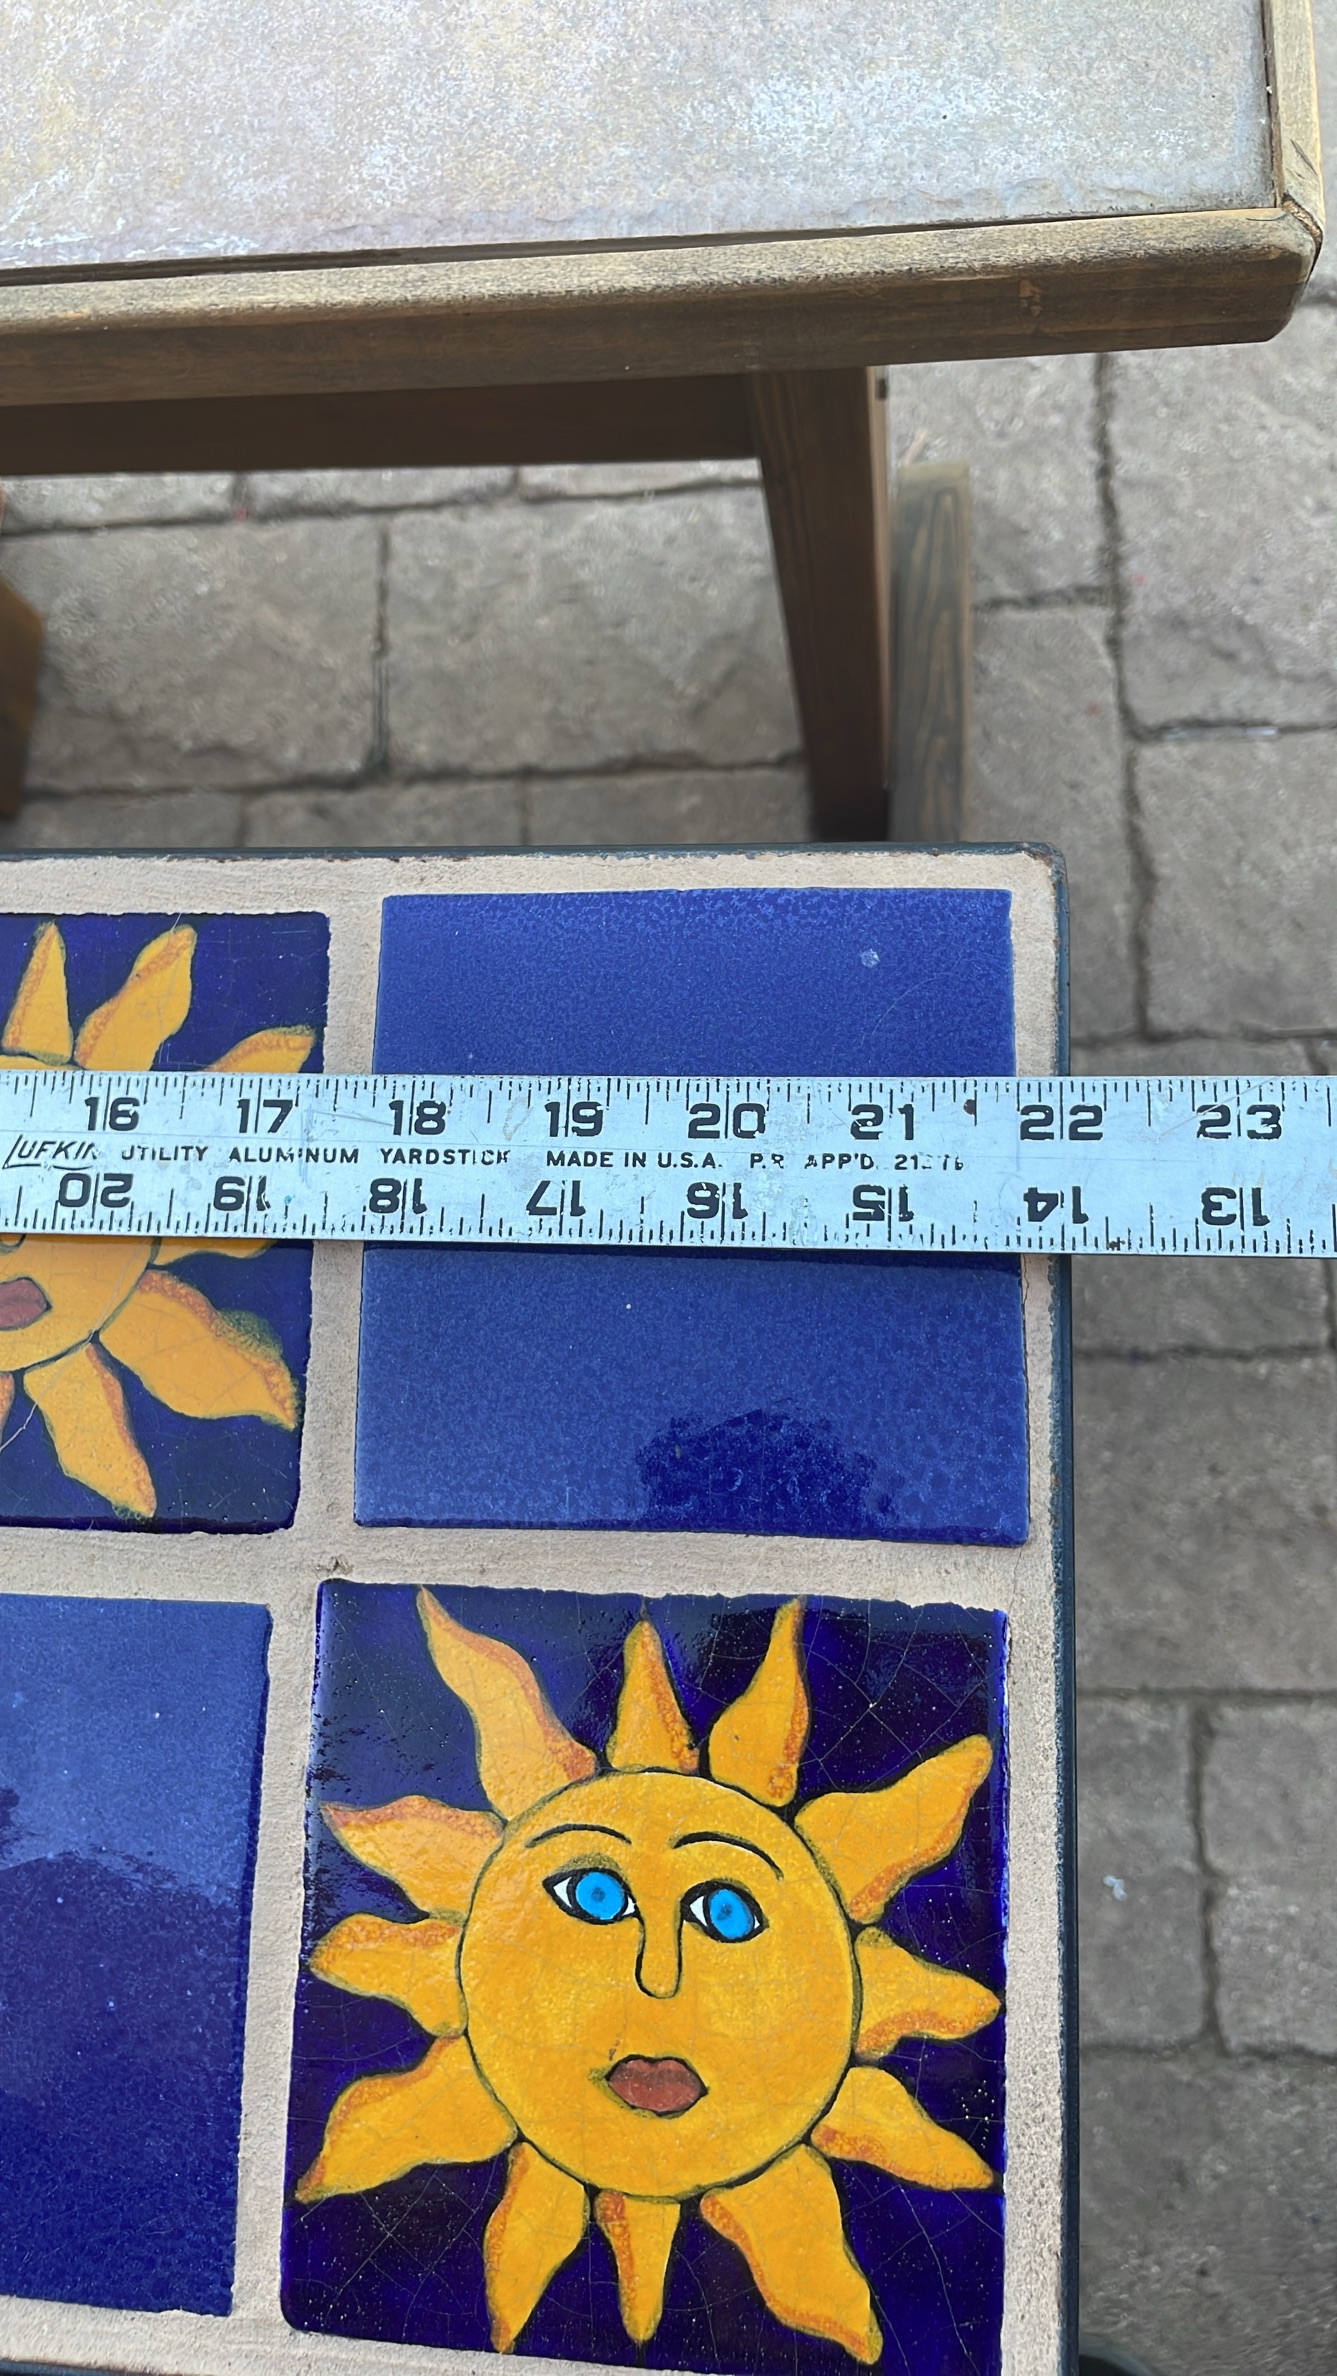 16 17 18 19 20 21 22 23
LUFKIN UTILITY ALUMINUM YARDSTICK MADE IN U.S.A. P.R. APP'D.
20 19 18 17 16 15 14 13